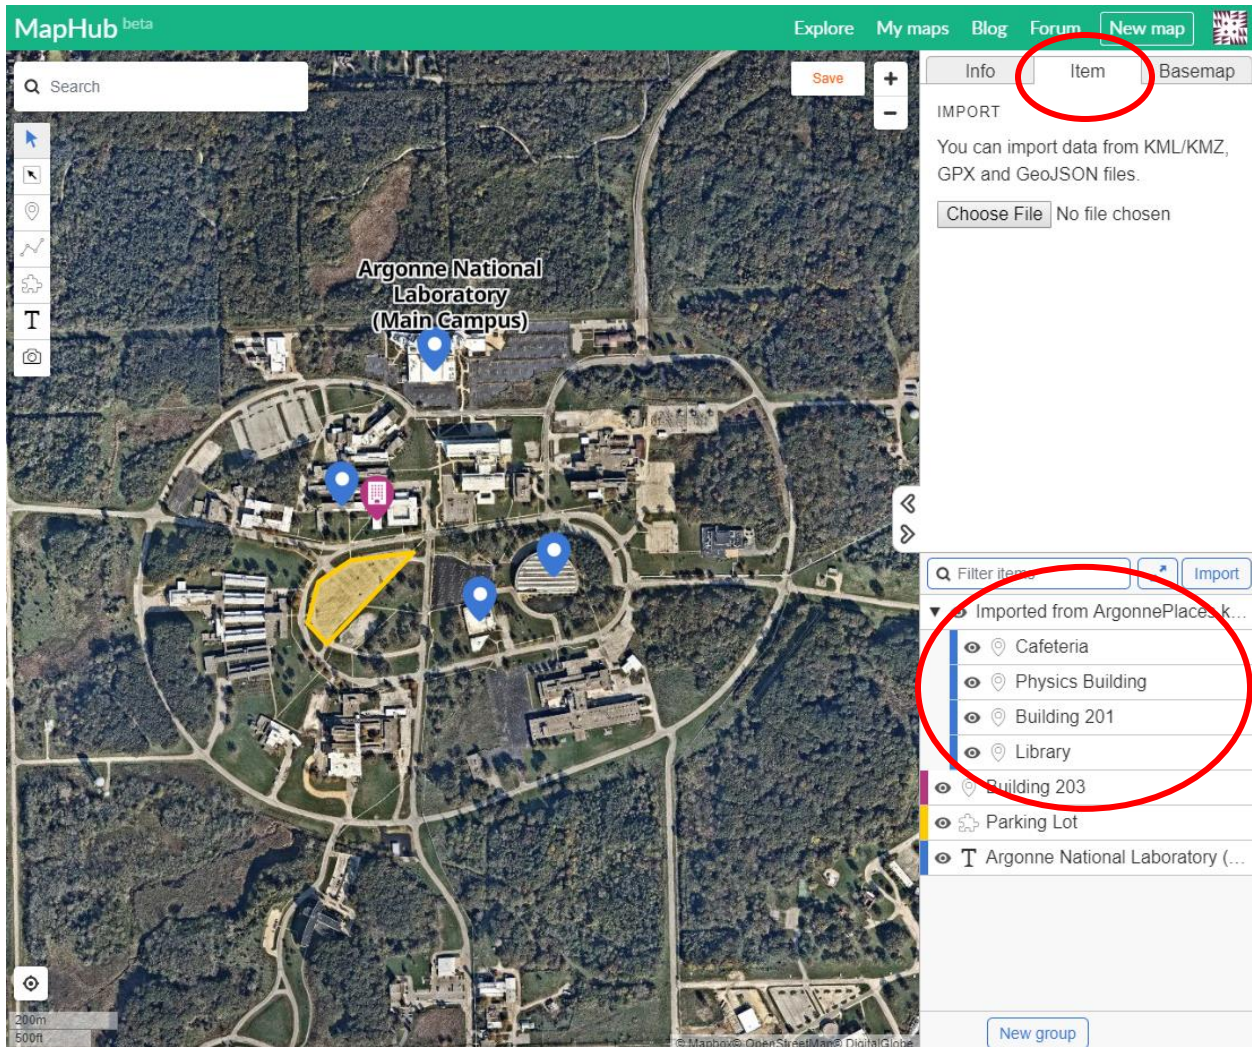 MapHub beta
Explore My maps Blog Forum New map
Search
Save
+
−
Info Item Basemap
IMPORT
You can import data from KML/KMZ,
GPX and GeoJSON files.
Choose File No file chosen
T
Argonne National
Laboratory
(Main Campus)
Filter items Import
Imported from ArgonnePlaces.k...
Cafeteria
Physics Building
Building 201
Library
Building 203
Parking Lot
T Argonne National Laboratory (...
200m
500ft
© Mapbox © OpenStreetMap © DigitalGlobe
New group